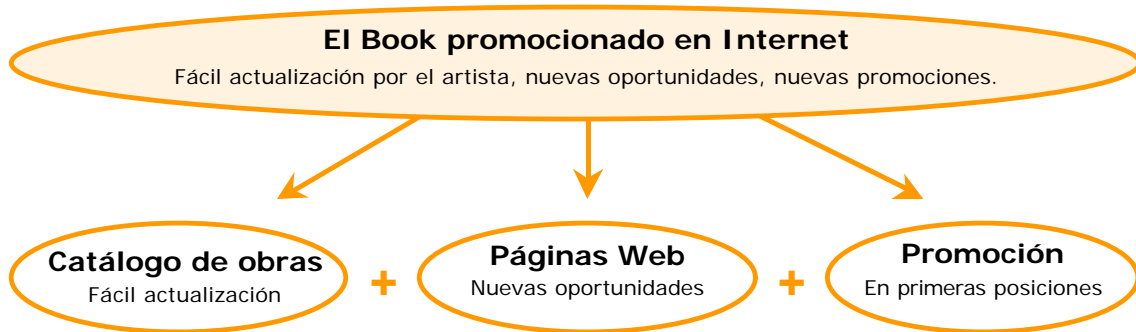 El Book promocionado en Internet
Fácil actualización por el artista, nuevas oportunidades, nuevas promociones.
Catálogo de obras
Fácil actualización
+
Páginas Web
Nuevas oportunidades
+
Promoción
En primeras posiciones